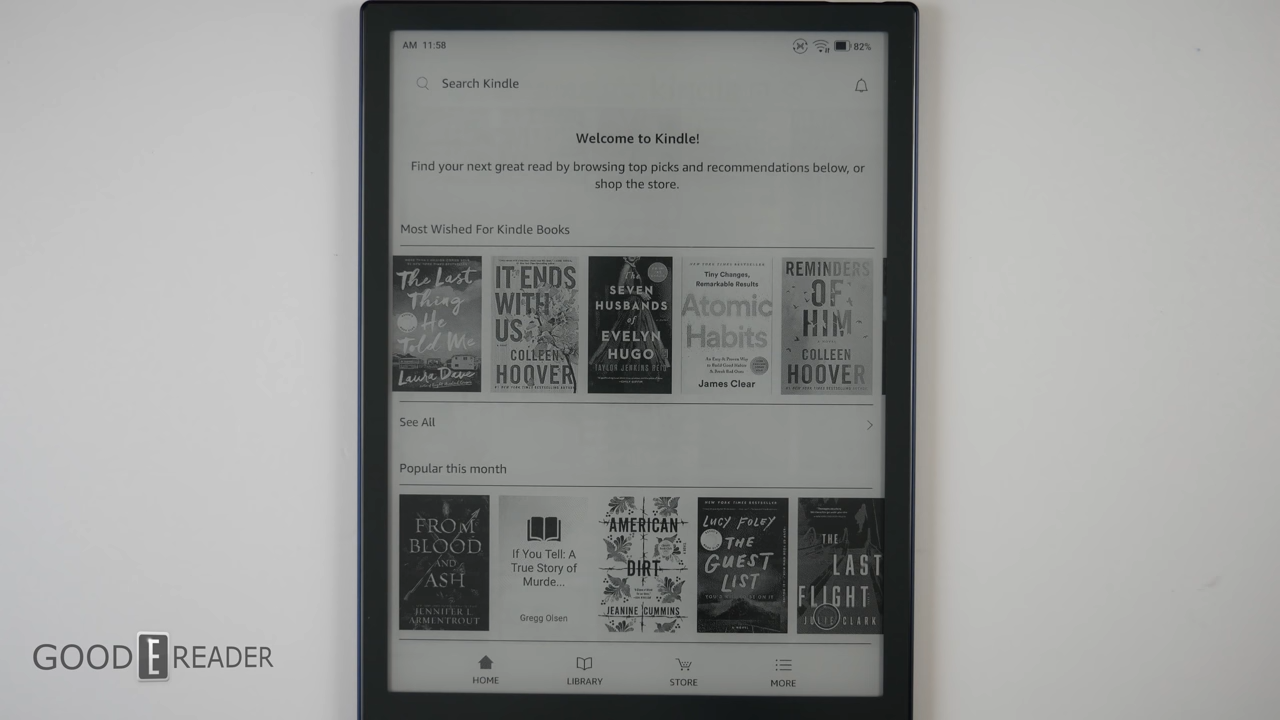 AM 11:58
82%
Search Kindle
Welcome to Kindle!
Find your next great read by browsing top picks and recommendations below, or
shop the store.
Most Wished For Kindle Books
The Last
Thing
He
Told Me
Laura Dave
IT ENDS
WITH
US
COLLEEN
HOOVER
The
SEVEN
HUSBANDS
of
EVELYN
HUGO
TAYLOR JENKINS REID
Tiny Changes,
Remarkable Results
Atomic
Habits
James Clear
REMINDERS
OF
HIM
COLLEEN
HOOVER
See All
Popular this month
FROM
BLOOD
AND
ASH
JENNIFER L.
ARMENTROUT
If You Tell: A
True Story of
Murde...
Gregg Olsen
AMERICAN
DIRT
JEANINE CUMMINS
NEW YORK TIMES BESTSELLER
LUCY FOLEY
THE
GUEST
LIST
A NOVEL
THE
LAST
FLIGHT
JULIE CLARK
HOME
LIBRARY
STORE
MORE
GOOD E READER